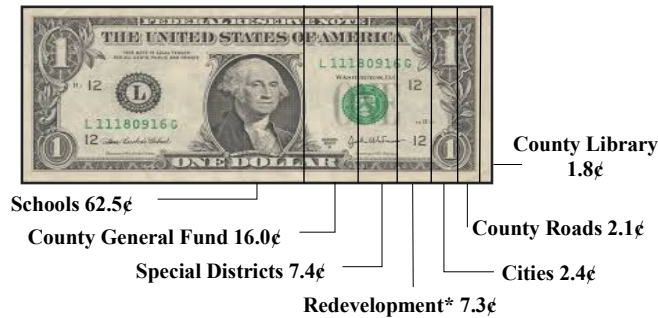 FEDERAL RESERVE NOTE
THE UNITED STATES OF AMERICA
L 11180916 G
WASHINGTON, D.C.
12
12
L
L 11180916 G
12
12
1
1
1
1
ONE DOLLAR
County Library
1.8¢
Schools 62.5¢
County General Fund 16.0¢
County Roads 2.1¢
Special Districts 7.4¢
Cities 2.4¢
Redevelopment* 7.3¢